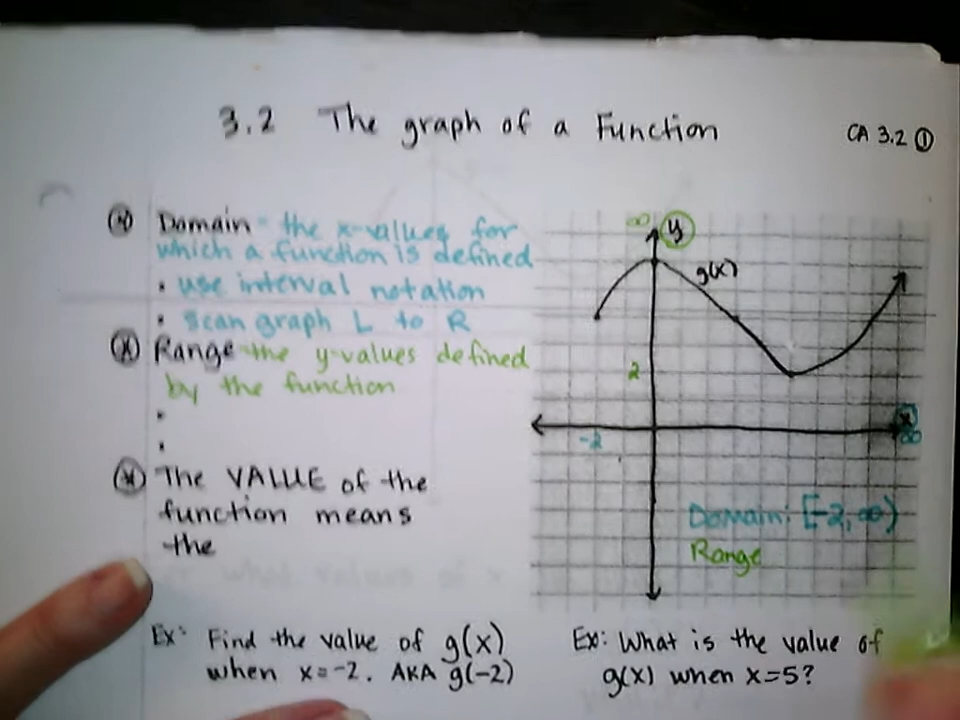 3.2 The graph of a Function
CA 3.2 ①
Domain - the x-values for
which a function is defined
• use interval notation
• scan graph L to R
Range - the y-values defined
by the function
•
•
The VALUE of the
function means
the
∞ y
g(x)
2
x
-2 ∞
Domain: [-2, ∞)
Range
Ex: Find the value of g(x)
when x=-2. AKA g(-2)
Ex: What is the value of
g(x) when x=5?